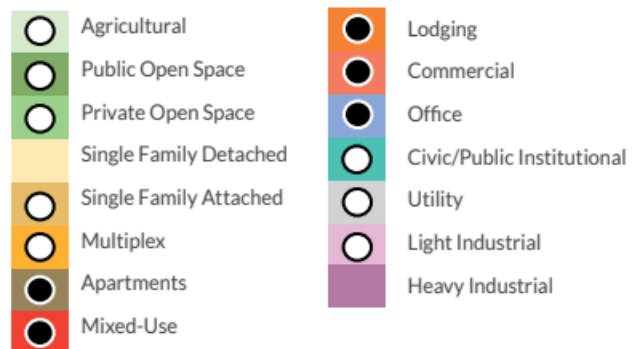 Agricultural
Public Open Space
Private Open Space
Single Family Detached
Single Family Attached
Multiplex
Apartments
Mixed-Use
Lodging
Commercial
Office
Civic/Public Institutional
Utility
Light Industrial
Heavy Industrial